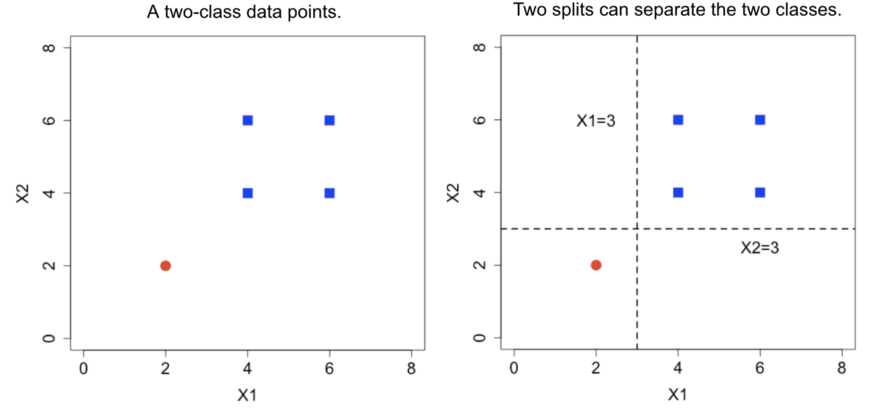 A two-class data points.
8
6
4
2
0
X2
0 2 4 6 8
X1
Two splits can separate the two classes.
8
6
4
2
0
X2
X1=3
X2=3
0 2 4 6 8
X1